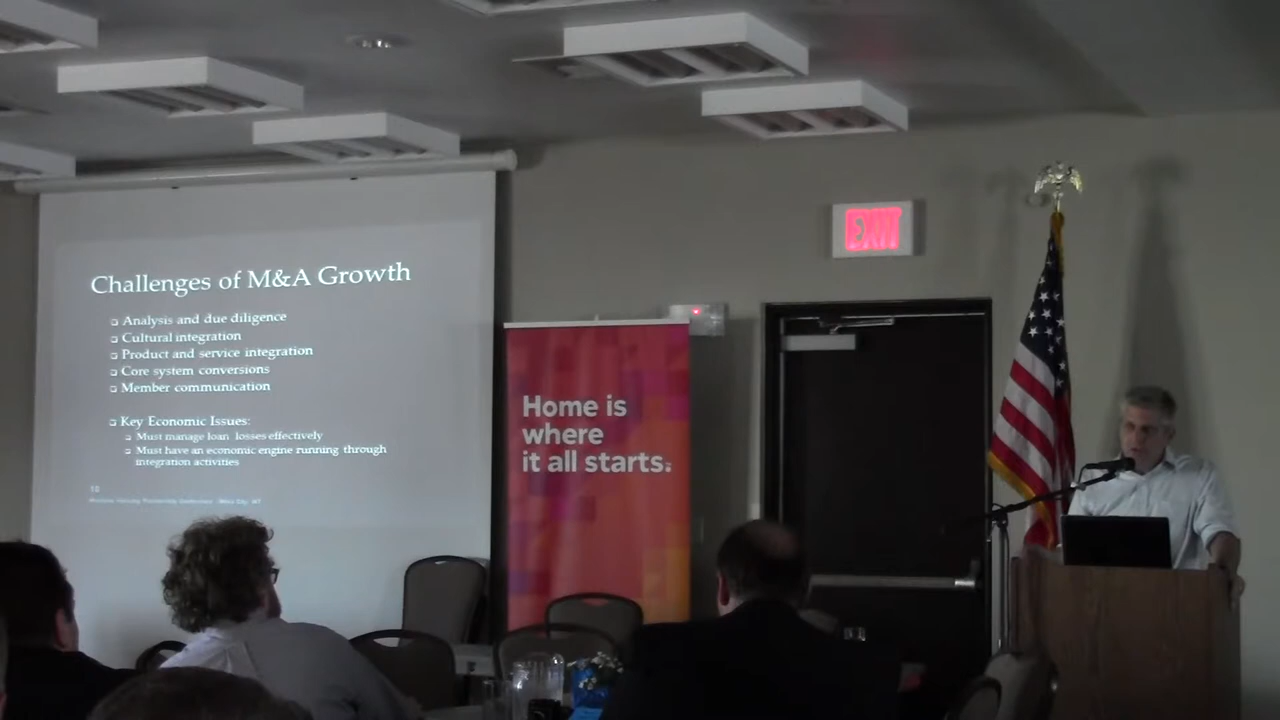 Challenges of M&A Growth
Analysis and due diligence
Cultural integration
Product and service integration
Core system conversions
Member communication
Key Economic Issues:
Must manage loan losses effectively
Must have an economic engine running through
integration activities
EXIT
Home is
where
it all starts.